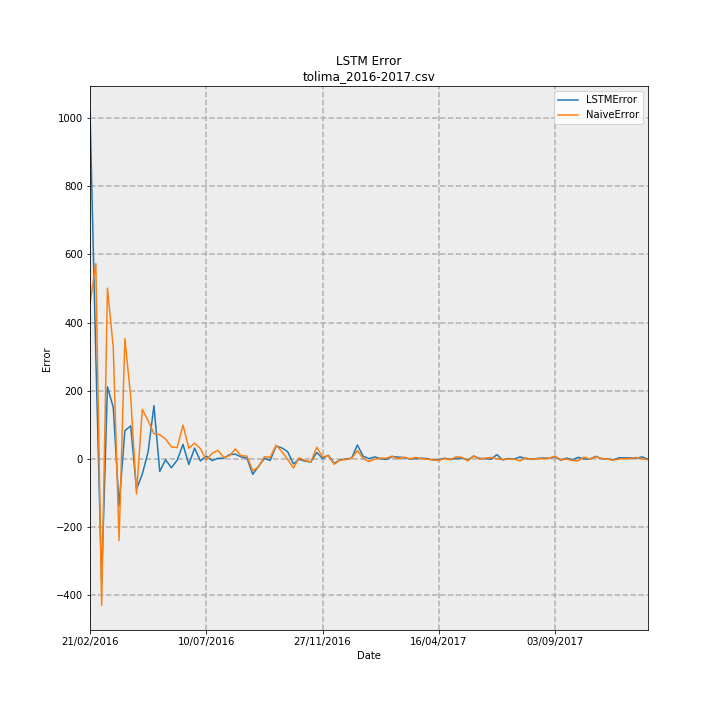 LSTM Error
tolima_2016-2017.csv
LSTMError
NaiveError
1000
800
600
400
200
0
−200
−400
Error
21/02/2016
10/07/2016
27/11/2016
16/04/2017
03/09/2017
Date